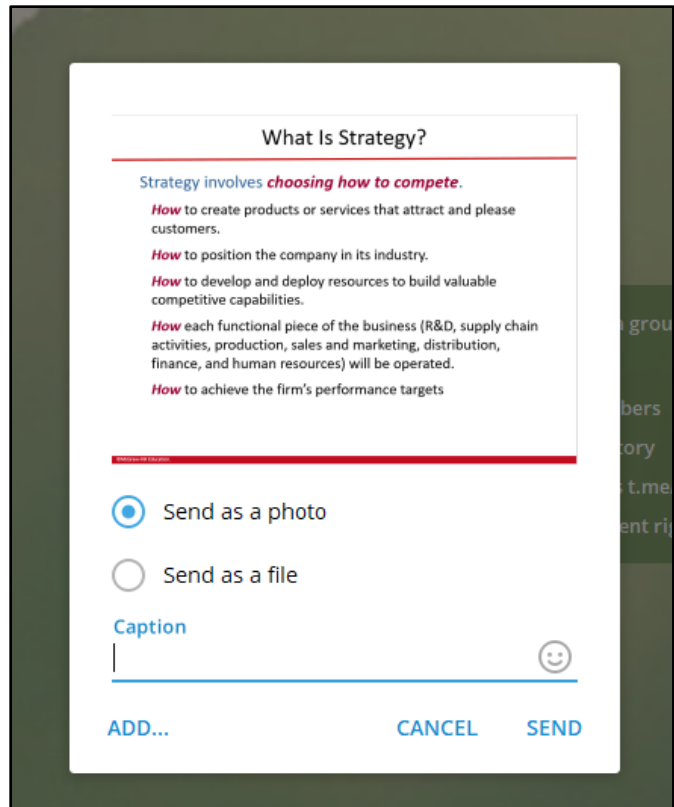 What Is Strategy?
Strategy involves choosing how to compete.
How to create products or services that attract and please
customers.
How to position the company in its industry.
How to develop and deploy resources to build valuable
competitive capabilities.
How each functional piece of the business (R&D, supply chain
activities, production, sales and marketing, distribution,
finance, and human resources) will be operated.
How to achieve the firm's performance targets
Send as a photo
Send as a file
Caption
ADD...
CANCEL
SEND
grou
bers
tory
t.me